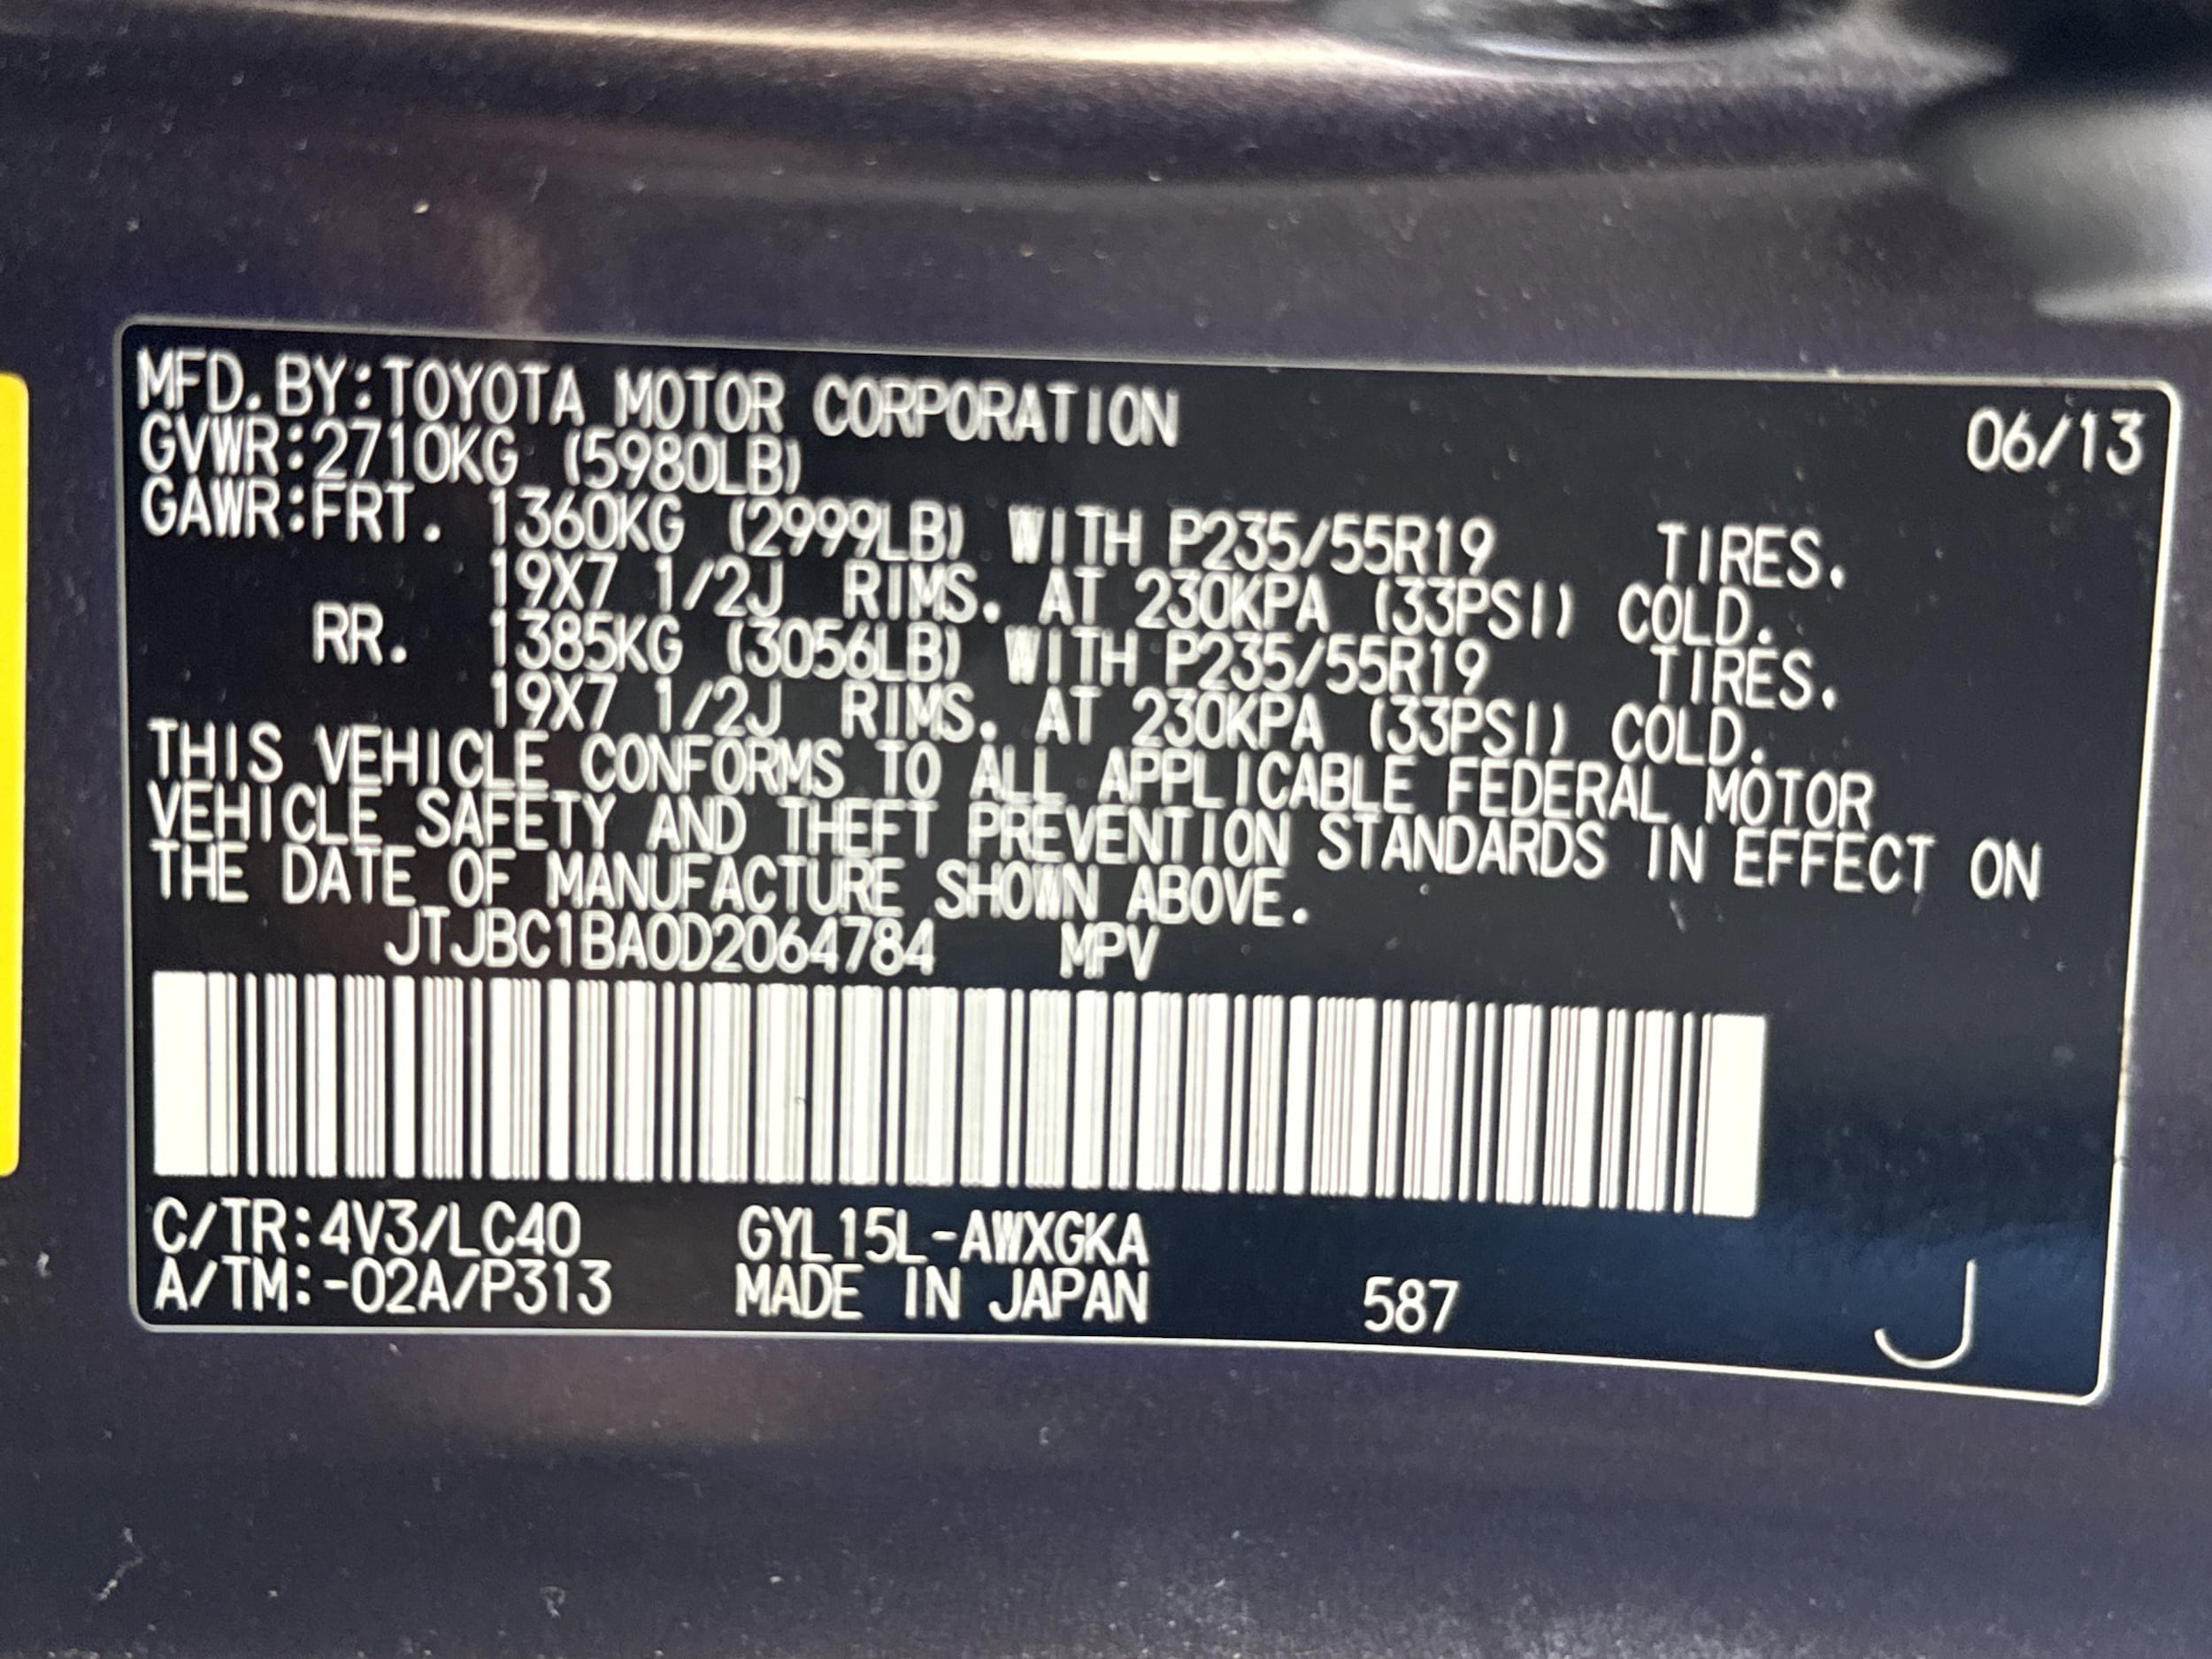 MFD.BY:TOYOTA MOTOR CORPORATION 06/13
GVWR:2710KG (5980LB)
GAWR:FRT. 1360KG (2999LB) WITH P235/55R19 TIRES.
19X7 1/2J RIMS. AT 230KPA (33PSI) COLD.
RR. 1385KG (3056LB) WITH P235/55R19 TIRES.
19X7 1/2J RIMS. AT 230KPA (33PSI) COLD.
THIS VEHICLE CONFORMS TO ALL APPLICABLE FEDERAL MOTOR
VEHICLE SAFETY AND THEFT PREVENTION STANDARDS IN EFFECT ON
THE DATE OF MANUFACTURE SHOWN ABOVE.
JTJBC1BA0D2064784 MPV
C/TR:4V3/LC40 GYL15L-AWXGKA
A/TM:-02A/P313 MADE IN JAPAN 587 J